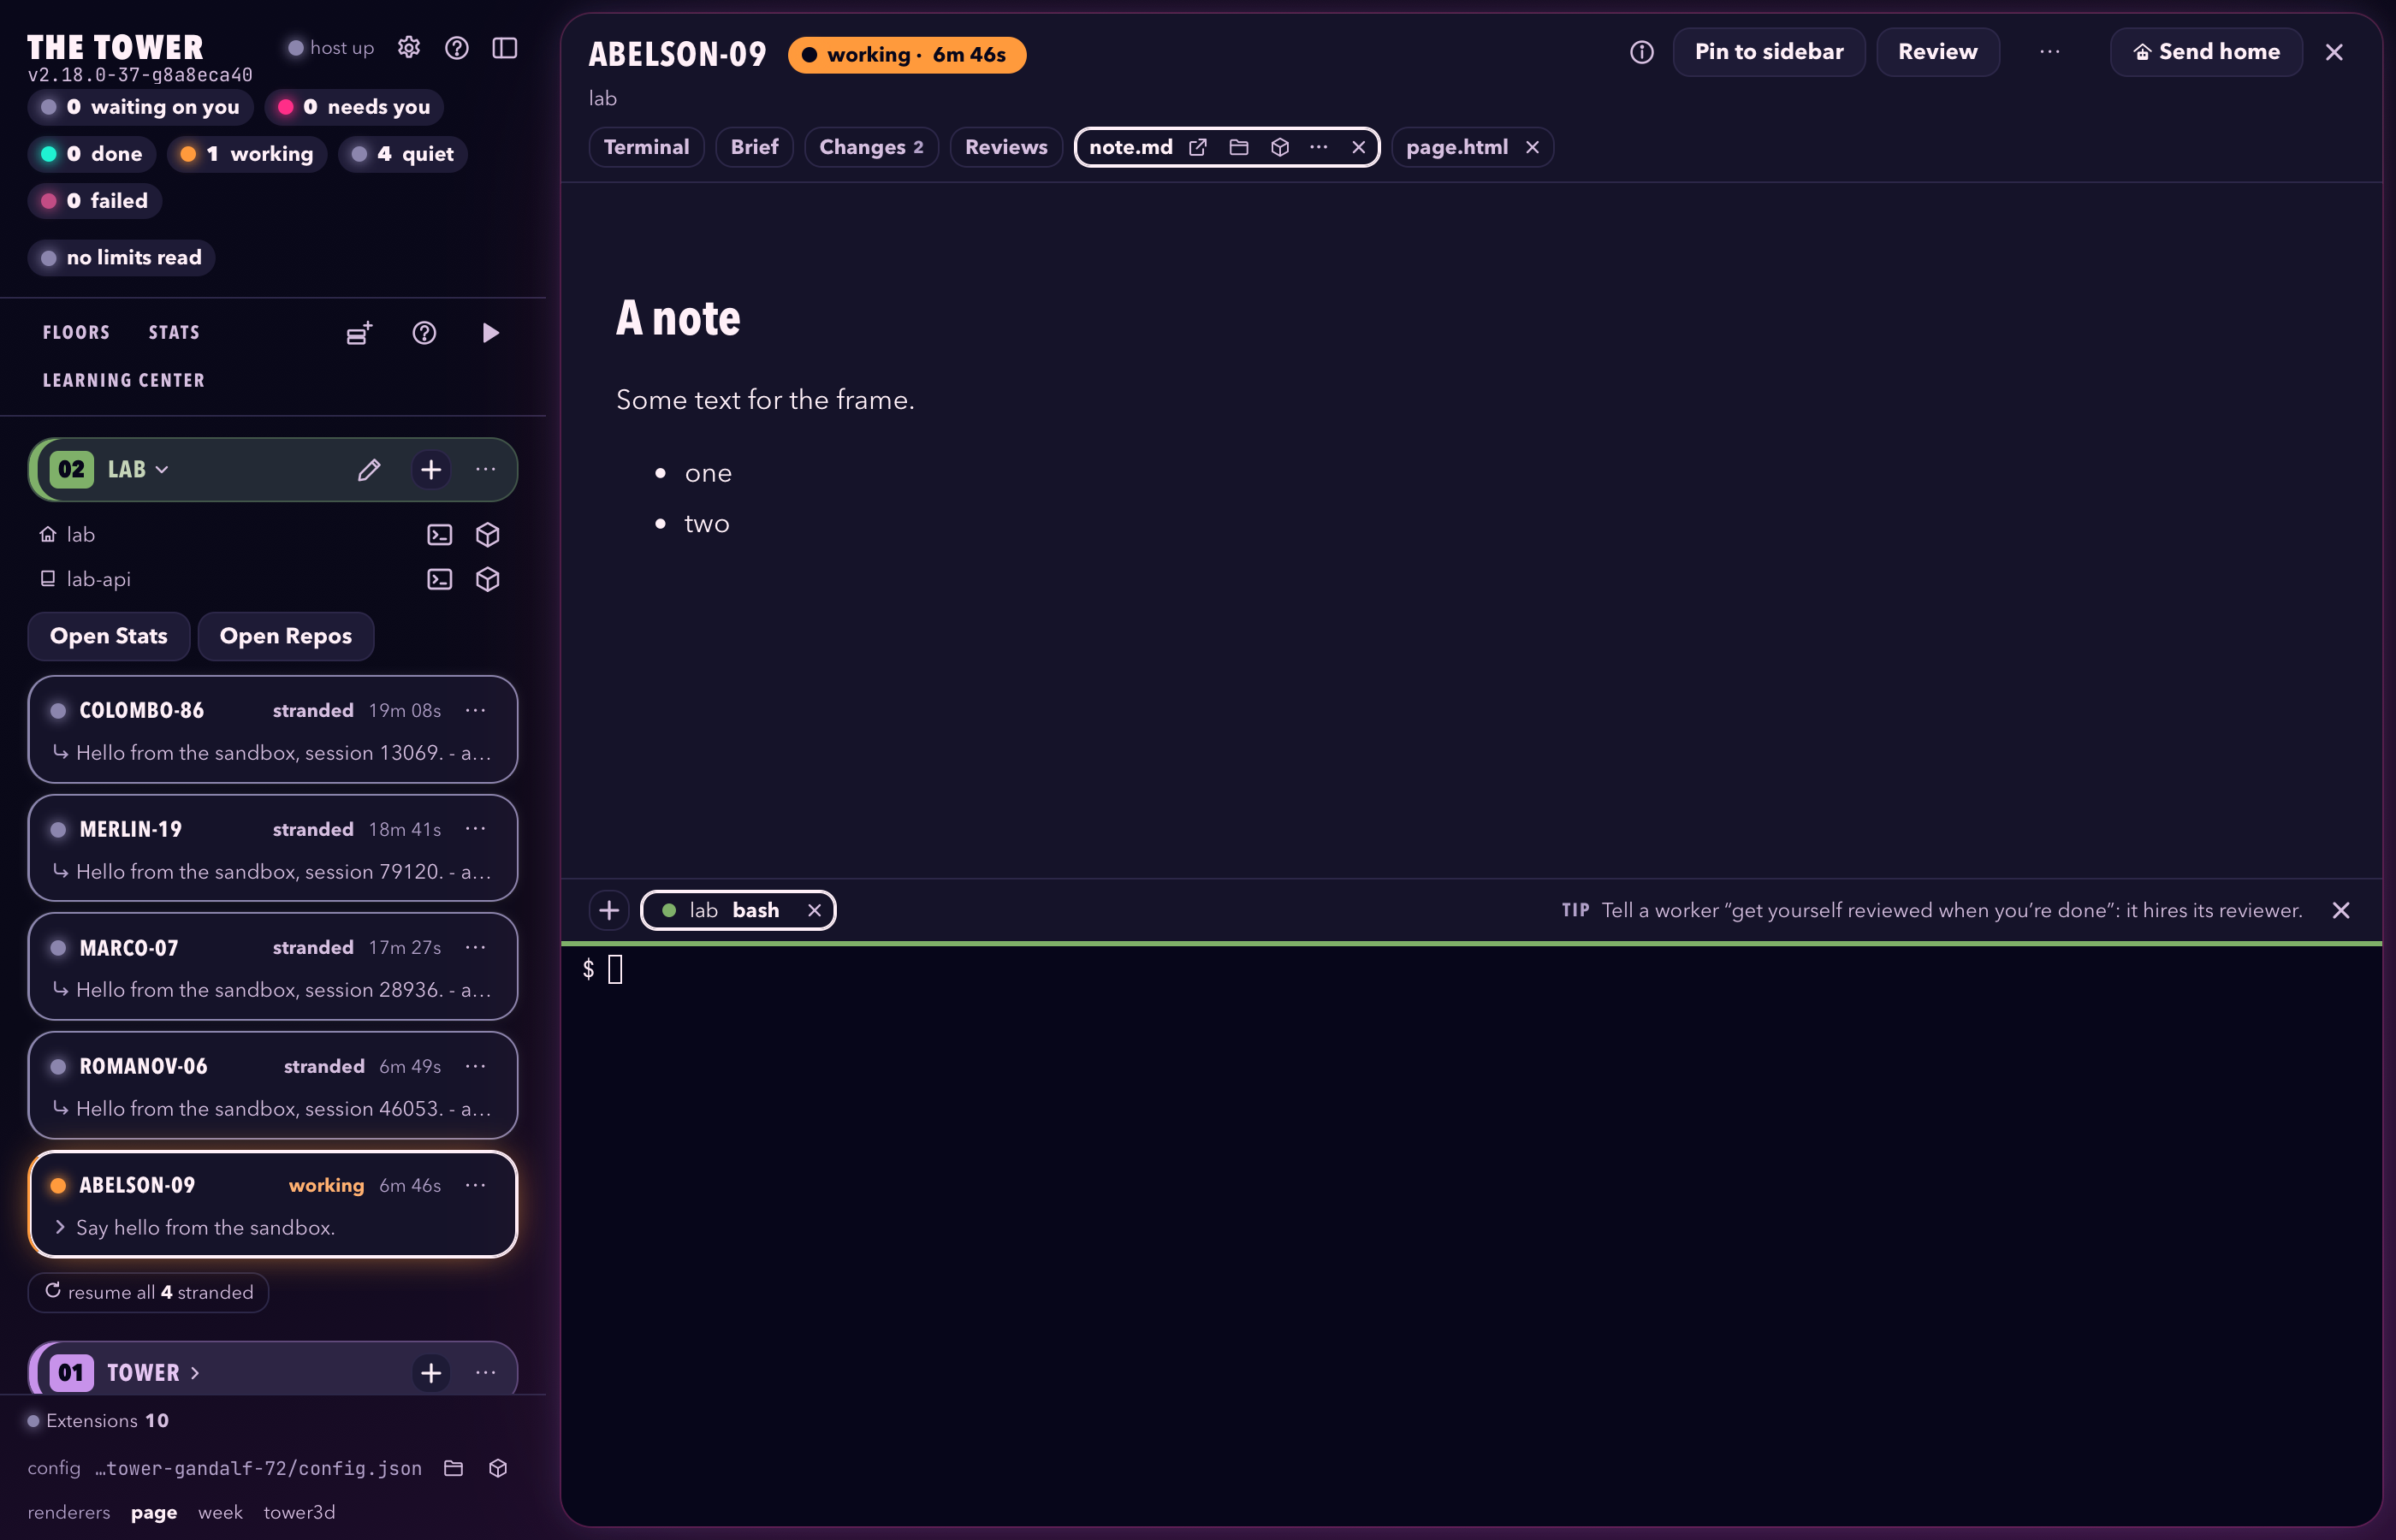 THE TOWER
host up
v2.18.0-37-g8a8eca40
0 waiting on you
0 needs you
0 done
1 working
4 quiet
0 failed
no limits read
FLOORS
STATS
LEARNING CENTER
02 LAB
lab
lab-api
Open Stats
Open Repos
COLOMBO-86 stranded 19m 08s ...
Hello from the sandbox, session 13069. - a...
MERLIN-19 stranded 18m 41s ...
Hello from the sandbox, session 79120. - a...
MARCO-07 stranded 17m 27s ...
Hello from the sandbox, session 28936. - a...
ROMANOV-06 stranded 6m 49s ...
Hello from the sandbox, session 46053. - a...
ABELSON-09 working 6m 46s ...
Say hello from the sandbox.
resume all 4 stranded
01 TOWER
Extensions 10
config …tower-gandalf-72/config.json
renderers page week tower3d
ABELSON-09 working · 6m 46s
Pin to sidebar
Review
...
Send home
lab
Terminal
Brief
Changes 2
Reviews
note.md
page.html
A note
Some text for the frame.
• one
• two
lab bash
TIP Tell a worker “get yourself reviewed when you’re done”: it hires its reviewer.
$